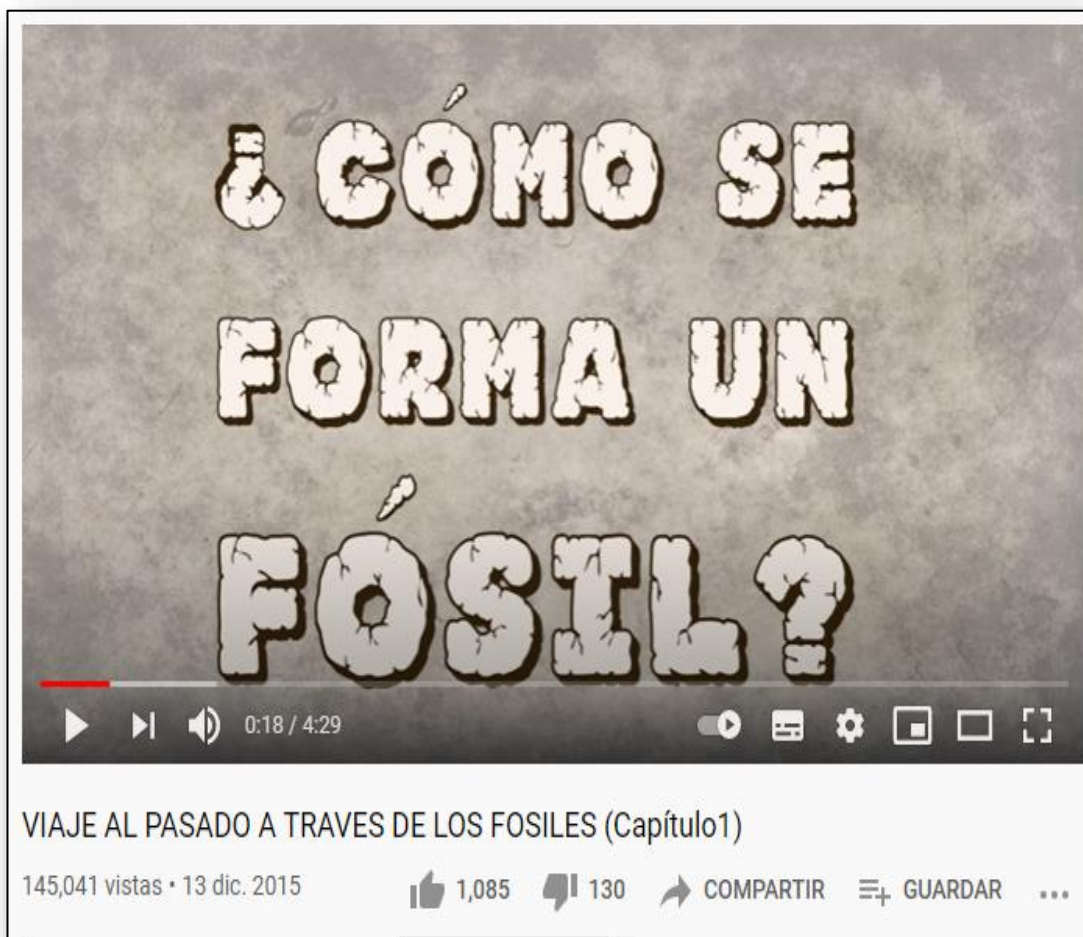 ¿CÓMO SE
FORMA UN
FÓSIL?
0:18 / 4:29
VIAJE AL PASADO A TRAVES DE LOS FOSILES (Capítulo1)
145,041 vistas • 13 dic. 2015
1,085
130
COMPARTIR
GUARDAR